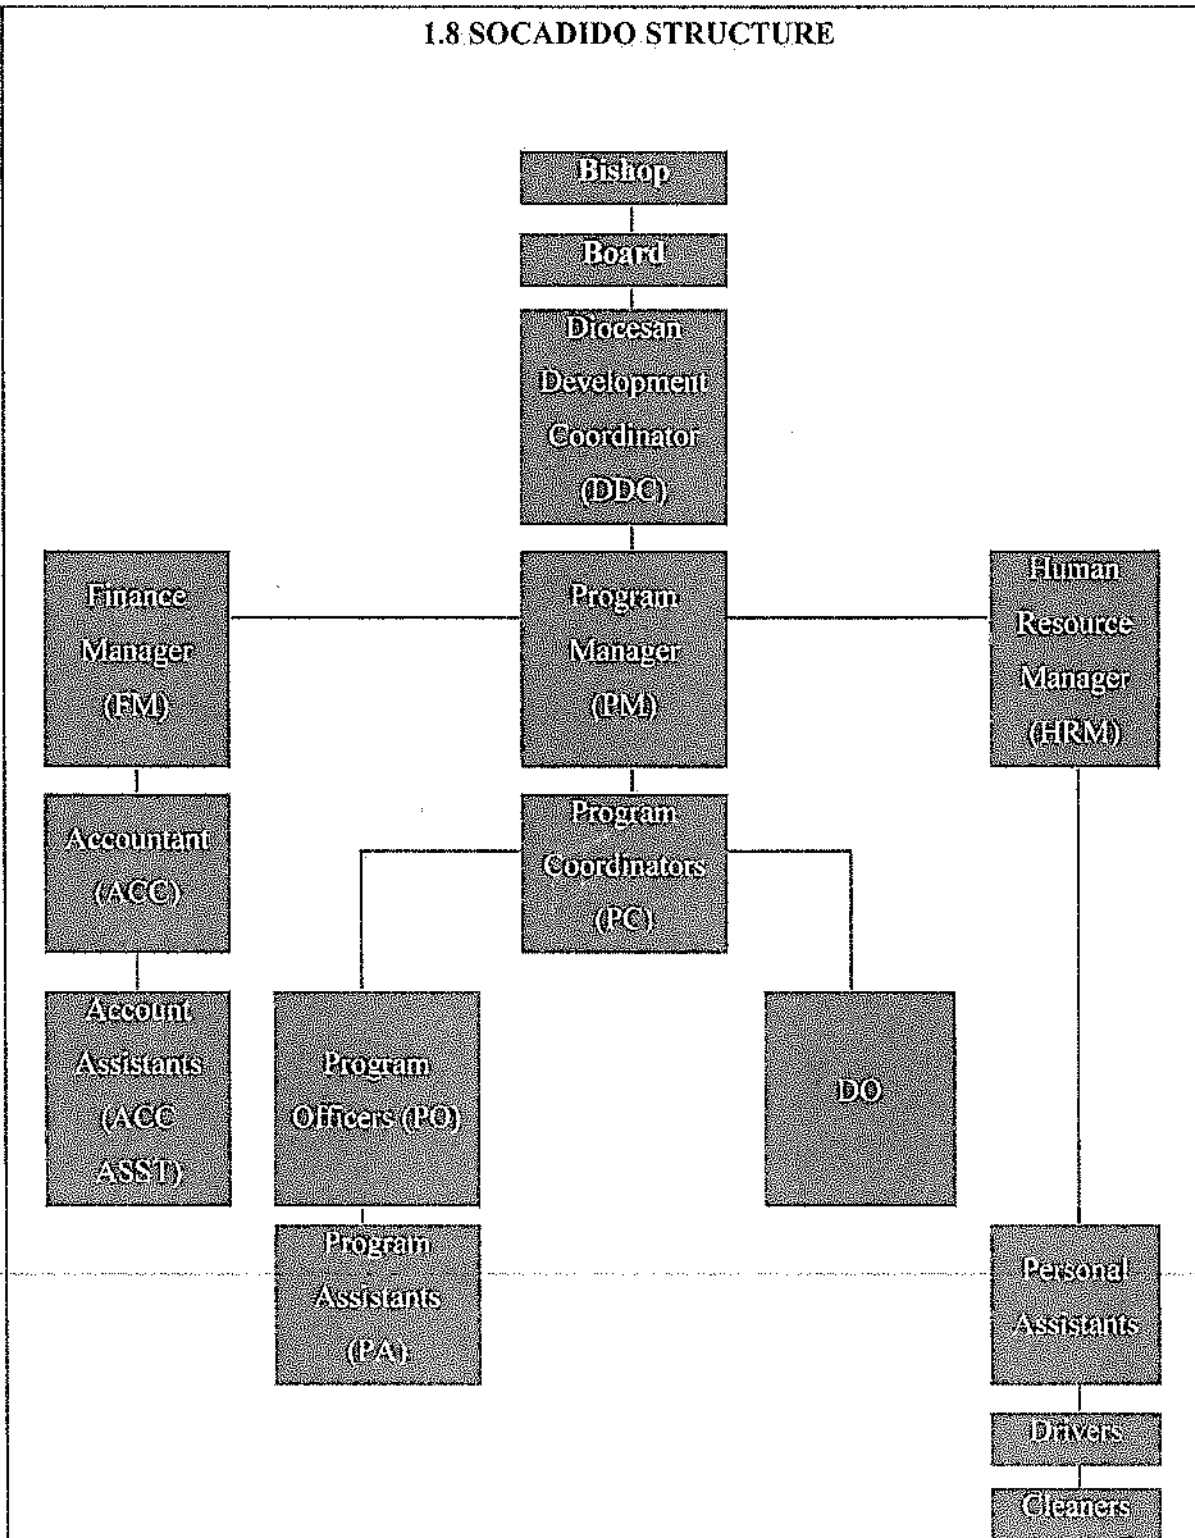 1.8 SOCADIDO STRUCTURE
Bishop
Board
Diocesan
Development
Coordinator
(DDC)
Finance
Manager
(FM)
Program
Manager
(PM)
Human
Resource
Manager
(HRM)
Accountant
(ACC)
Program
Coordinators
(PC)
Account
Assistants
(ACC
ASST)
Program
Officers (PO)
DO
Program
Assistants
(PA)
Personal
Assistants
Drivers
Cleaners